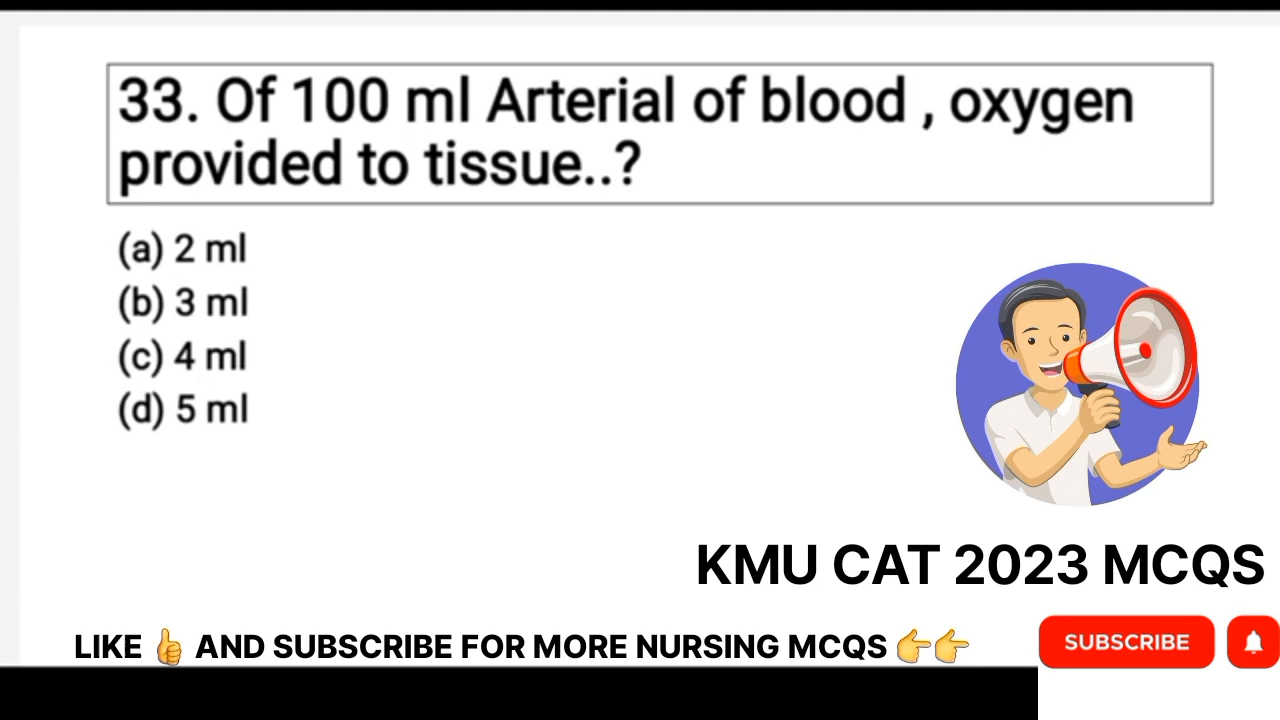 33. Of 100 ml Arterial of blood , oxygen
provided to tissue..?
(a) 2 ml
(b) 3 ml
(c) 4 ml
(d) 5 ml
KMU CAT 2023 MCQS
LIKE 👍 AND SUBSCRIBE FOR MORE NURSING MCQS 👉👉
SUBSCRIBE